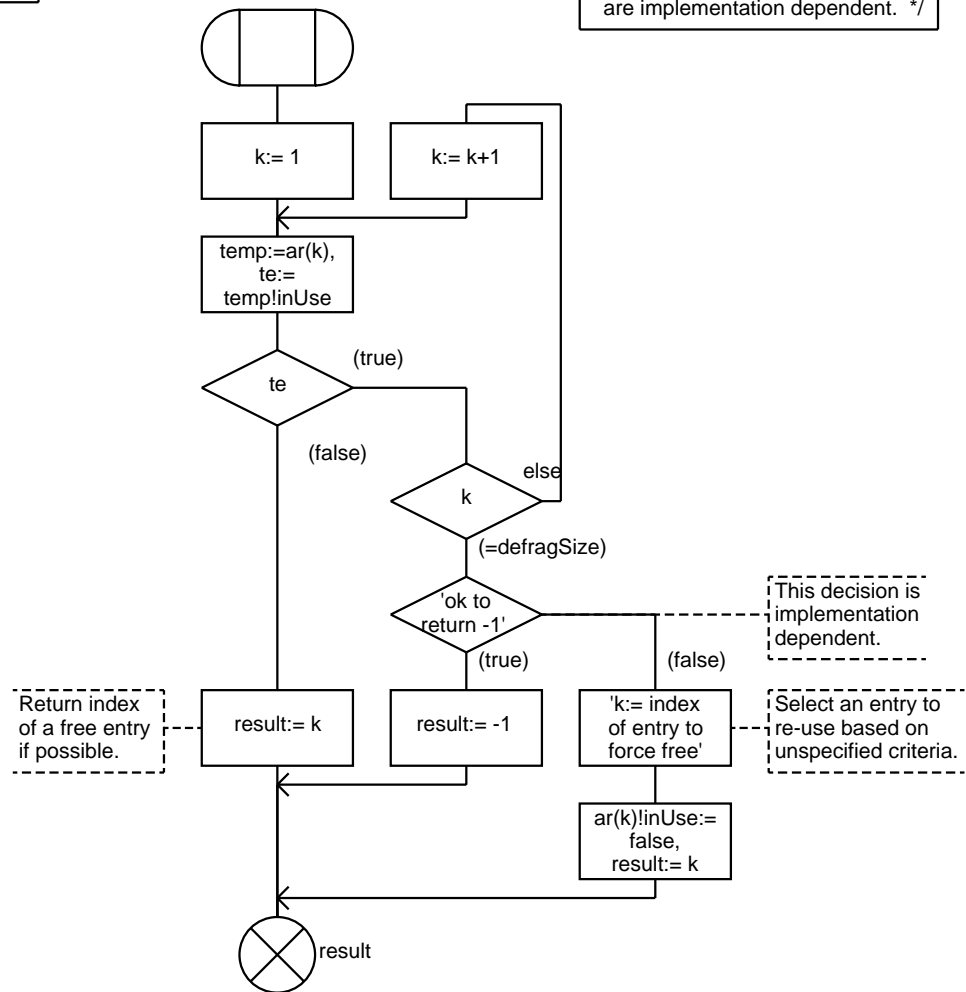 are implementation dependent. */
k:= 1
k:= k+1
temp:=ar(k),
te:=
temp!inUse
te
(true)
(false)
else
k
(=defragSize)
'ok to
return -1'
This decision is
implementation
dependent.
(true)
(false)
Return index
of a free entry
if possible.
result:= k
result:= -1
'k:= index
of entry to
force free'
Select an entry to
re-use based on
unspecified criteria.
ar(k)!inUse:=
false,
result:= k
result